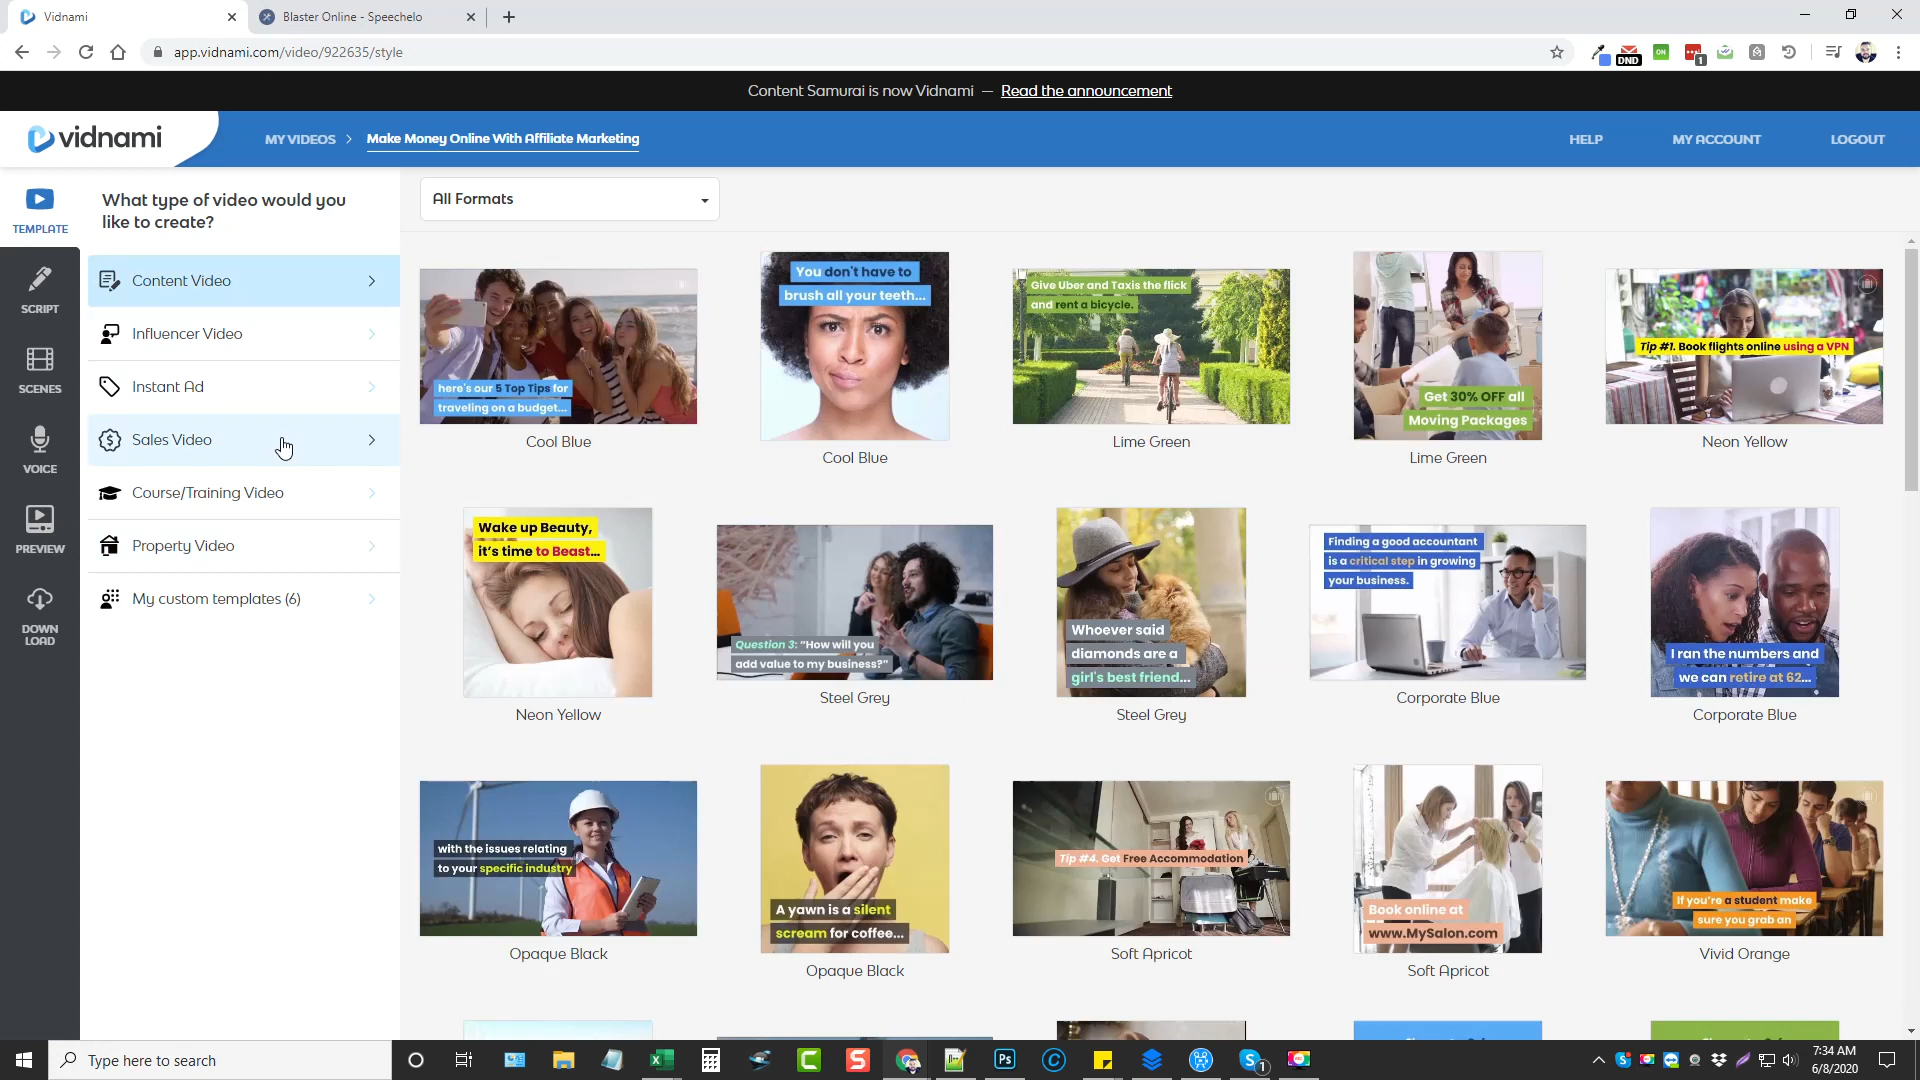 Vidnami
Blaster Online - Speechelo
app.vidnami.com/video/922635/style
DND
ON
1
Content Samurai is now Vidnami — Read the announcement
vidnami
MY VIDEOS > Make Money Online With Affiliate Marketing
HELP
MY ACCOUNT
LOGOUT
TEMPLATE
SCRIPT
SCENES
VOICE
PREVIEW
DOWN
LOAD
What type of video would you
like to create?
Content Video
Influencer Video
Instant Ad
Sales Video
Course/Training Video
Property Video
My custom templates (6)
All Formats
here's our 5 Top Tips for
traveling on a budget...
Cool Blue
You don't have to
brush all your teeth...
Cool Blue
Give Uber and Taxis the flick
and rent a bicycle.
Lime Green
Get 30% OFF all
Moving Packages
Lime Green
Tip #1. Book flights online using a VPN
Neon Yellow
Wake up Beauty,
it's time to Beast...
Neon Yellow
Question 3: "How will you
add value to my business?"
Steel Grey
Whoever said
diamonds are a
girl's best friend...
Steel Grey
Finding a good accountant
is a critical step in growing
your business.
Corporate Blue
I ran the numbers and
we can retire at 62...
Corporate Blue
with the issues relating
to your specific industry
Opaque Black
A yawn is a silent
scream for coffee...
Opaque Black
Tip #4. Get Free Accommodation
Soft Apricot
Book online at
www.MySalon.com
Soft Apricot
If you're a student make
sure you grab an
Vivid Orange
Type here to search
Ps
1
7:34 AM
6/8/2020